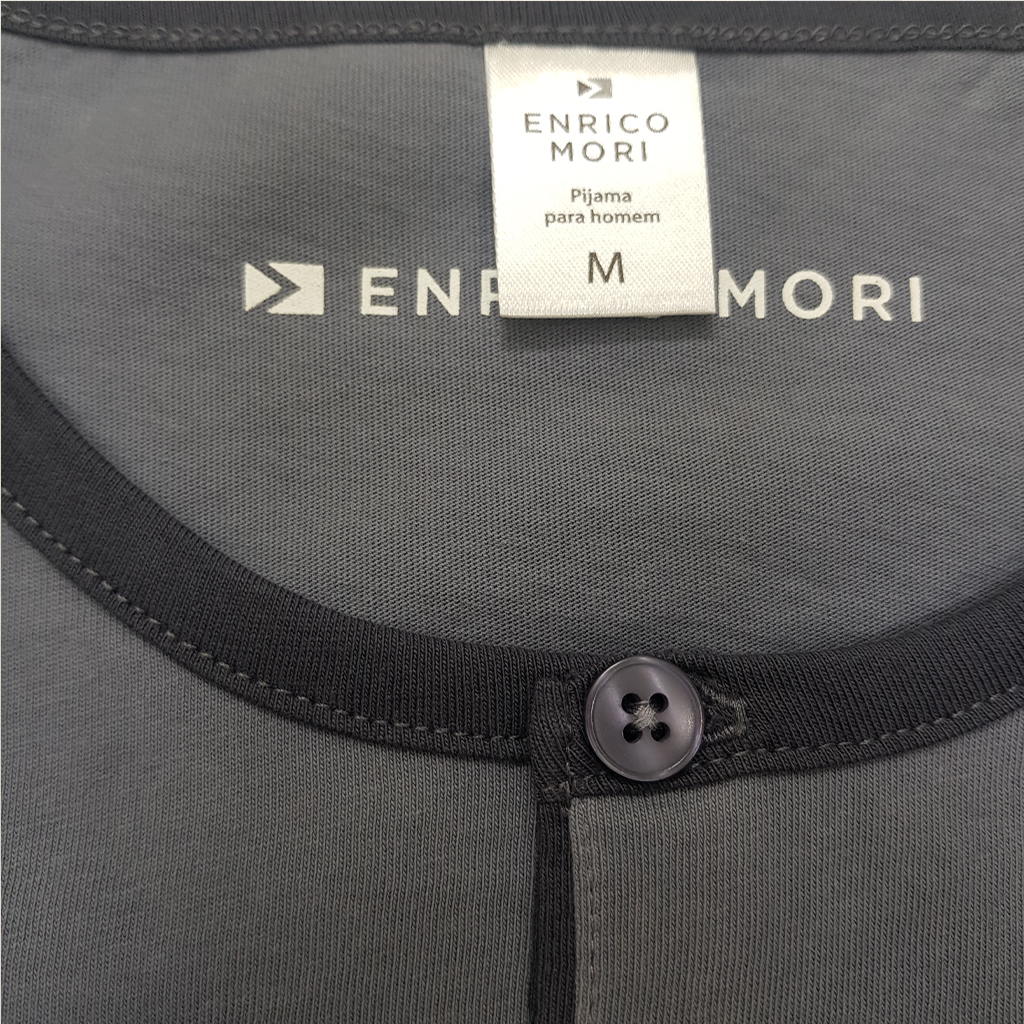 ENRICO
MORI
Pijama
para homem
M
ENR MORI